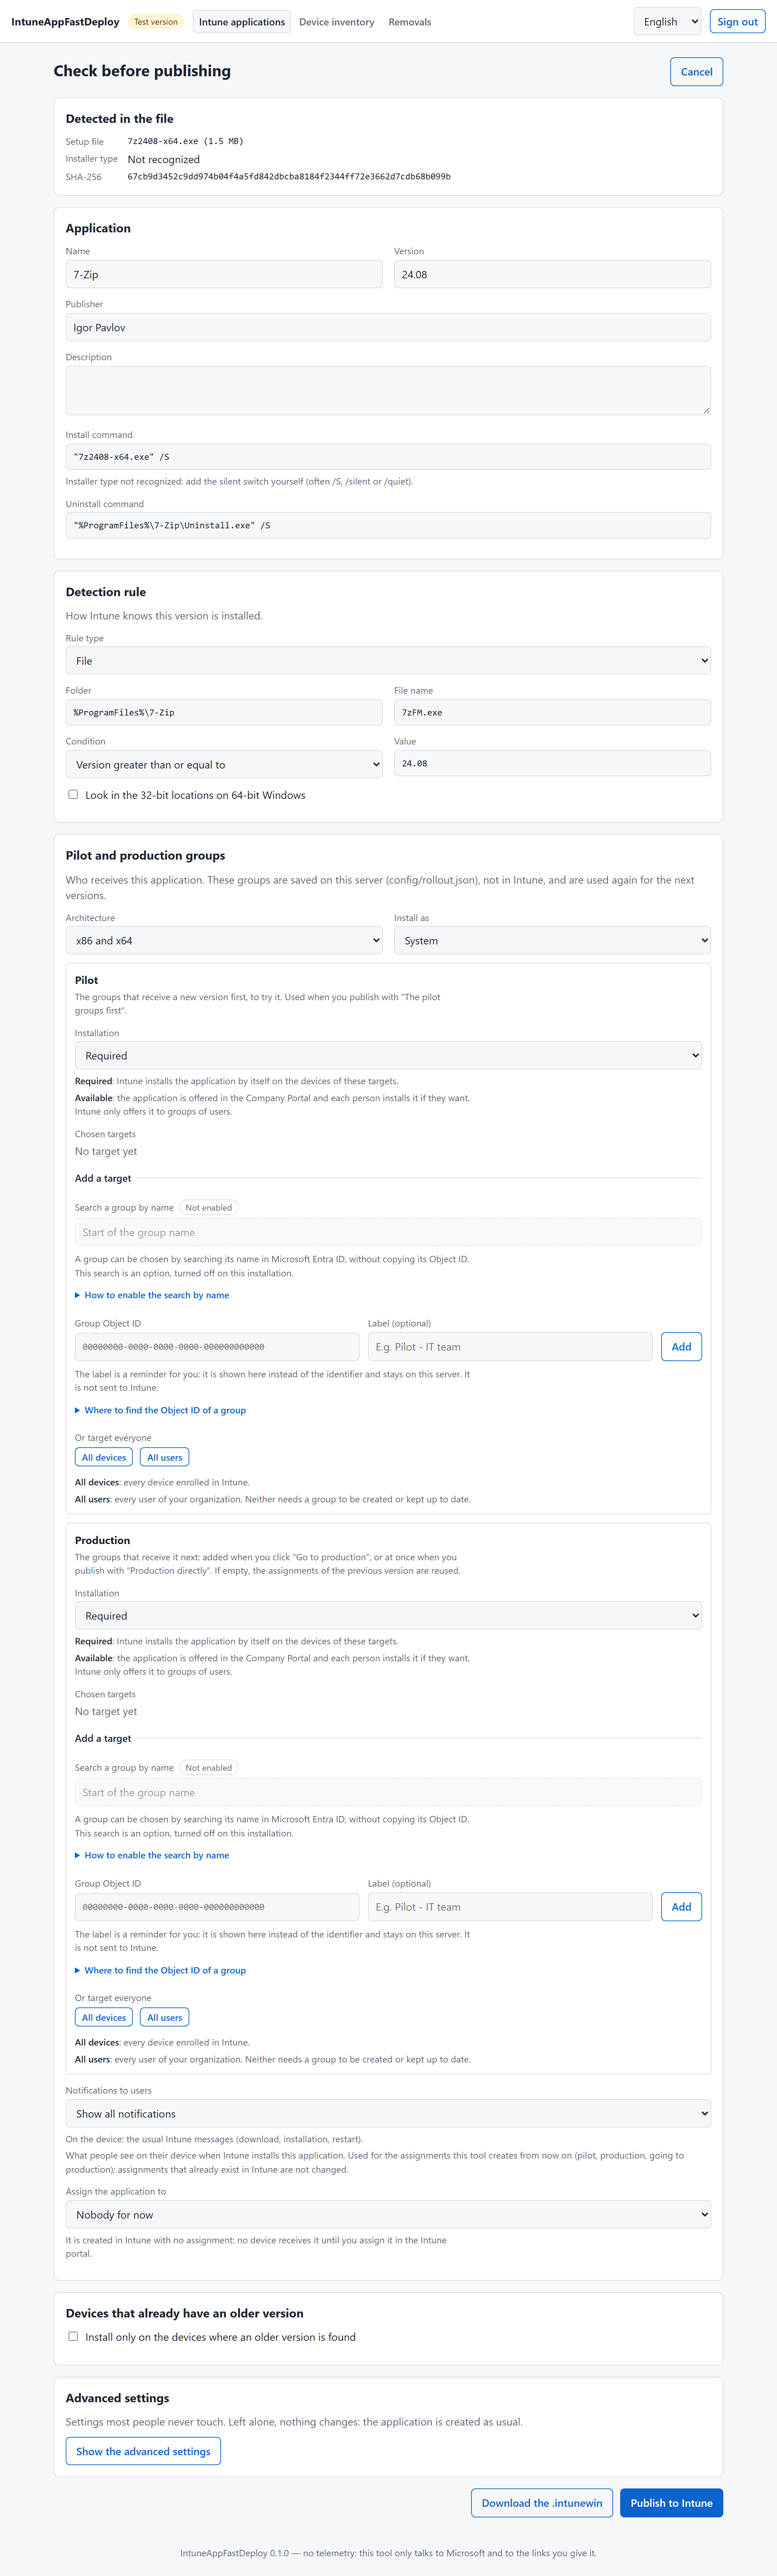 IntuneAppFastDeploy Test version Intune applications Device inventory Removals English Sign out
Check before publishing Cancel
Detected in the file
Setup file 7z2408-x64.exe (1.5 MB)
Installer type Not recognized
SHA-256 67cb9d3452c9dd974b04f4a5fd842dbcba8184f2344ff72e3662d7cdb68b099b
Application
Name Version
7-Zip 24.08
Publisher
Igor Pavlov
Description
Install command
"7z2408-x64.exe" /S
Installer type not recognized: add the silent switch yourself (often /S, /silent or /quiet).
Uninstall command
"%ProgramFiles%\7-Zip\Uninstall.exe" /S
Detection rule
How Intune knows this version is installed.
Rule type
File
Folder File name
%ProgramFiles%\7-Zip 7zFM.exe
Condition Value
Version greater than or equal to 24.08
Look in the 32-bit locations on 64-bit Windows
Pilot and production groups
Who receives this application. These groups are saved on this server (config/rollout.json), not in Intune, and are used again for the next
versions.
Architecture Install as
x86 and x64 System
Pilot
The groups that receive a new version first, to try it. Used when you publish with "The pilot
groups first".
Installation
Required
Required: Intune installs the application by itself on the devices of these targets.
Available: the application is offered in the Company Portal and each person installs it if they want.
Intune only offers it to groups of users.
Chosen targets
No target yet
Add a target
Search a group by name Not enabled
Start of the group name
A group can be chosen by searching its name in Microsoft Entra ID, without copying its Object ID.
This search is an option, turned off on this installation.
How to enable the search by name
Group Object ID Label (optional)
00000000-0000-0000-0000-000000000000 E.g. Pilot - IT team Add
The label is a reminder for you: it is shown here instead of the identifier and stays on this server. It
is not sent to Intune.
Where to find the Object ID of a group
Or target everyone
All devices All users
All devices: every device enrolled in Intune.
All users: every user of your organization. Neither needs a group to be created or kept up to date.
Production
The groups that receive it next: added when you click "Go to production", or at once when you
publish with "Production directly". If empty, the assignments of the previous version are reused.
Installation
Required
Required: Intune installs the application by itself on the devices of these targets.
Available: the application is offered in the Company Portal and each person installs it if they want.
Intune only offers it to groups of users.
Chosen targets
No target yet
Add a target
Search a group by name Not enabled
Start of the group name
A group can be chosen by searching its name in Microsoft Entra ID, without copying its Object ID.
This search is an option, turned off on this installation.
How to enable the search by name
Group Object ID Label (optional)
00000000-0000-0000-0000-000000000000 E.g. Pilot - IT team Add
The label is a reminder for you: it is shown here instead of the identifier and stays on this server. It
is not sent to Intune.
Where to find the Object ID of a group
Or target everyone
All devices All users
All devices: every device enrolled in Intune.
All users: every user of your organization. Neither needs a group to be created or kept up to date.
Notifications to users
Show all notifications
On the device: the usual Intune messages (download, installation, restart).
What people see on their device when Intune installs this application. Used for the assignments this tool creates from now on (pilot, production, going to
production); assignments that already exist in Intune are not changed.
Assign the application to
Nobody for now
It is created in Intune with no assignment: no device receives it until you assign it in the Intune
portal.
Devices that already have an older version
Install only on the devices where an older version is found
Advanced settings
Settings most people never touch. Left alone, nothing changes: the application is created as usual.
Show the advanced settings
Download the .intunewin Publish to Intune
IntuneAppFastDeploy 0.1.0 — no telemetry: this tool only talks to Microsoft and to the links you give it.